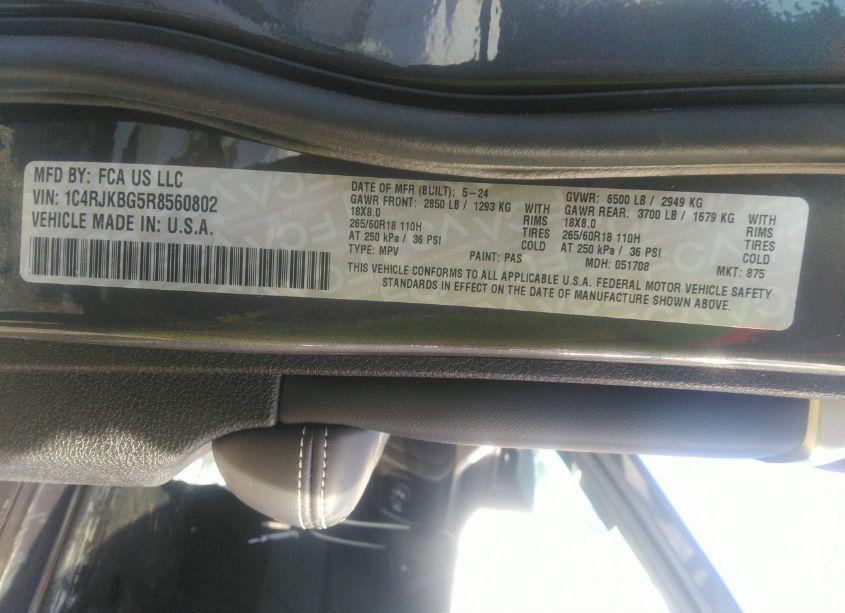 MFD BY: FCA US LLC
VIN: 1C4RJKBG5R8560802
VEHICLE MADE IN U.S.A.
DATE OF MFR (BUILT): 5-24
GAWR FRONT: 2850 LB / 1293 KG WITH
18X8.0 RIMS
265/60R18 110H TIRES
AT 250 kPa / 36 PSI COLD
TYPE: MPV PAINT: PAS
GVWR: 6500 LB / 2949 KG
GAWR REAR: 3700 LB / 1679 KG WITH
18X8.0 RIMS
265/60R18 110H TIRES
AT 250 kPa / 36 PSI COLD
MDH: 051708 MKT: 875
THIS VEHICLE CONFORMS TO ALL APPLICABLE U.S.A. FEDERAL MOTOR VEHICLE SAFETY
STANDARDS IN EFFECT ON THE DATE OF MANUFACTURE SHOWN ABOVE.